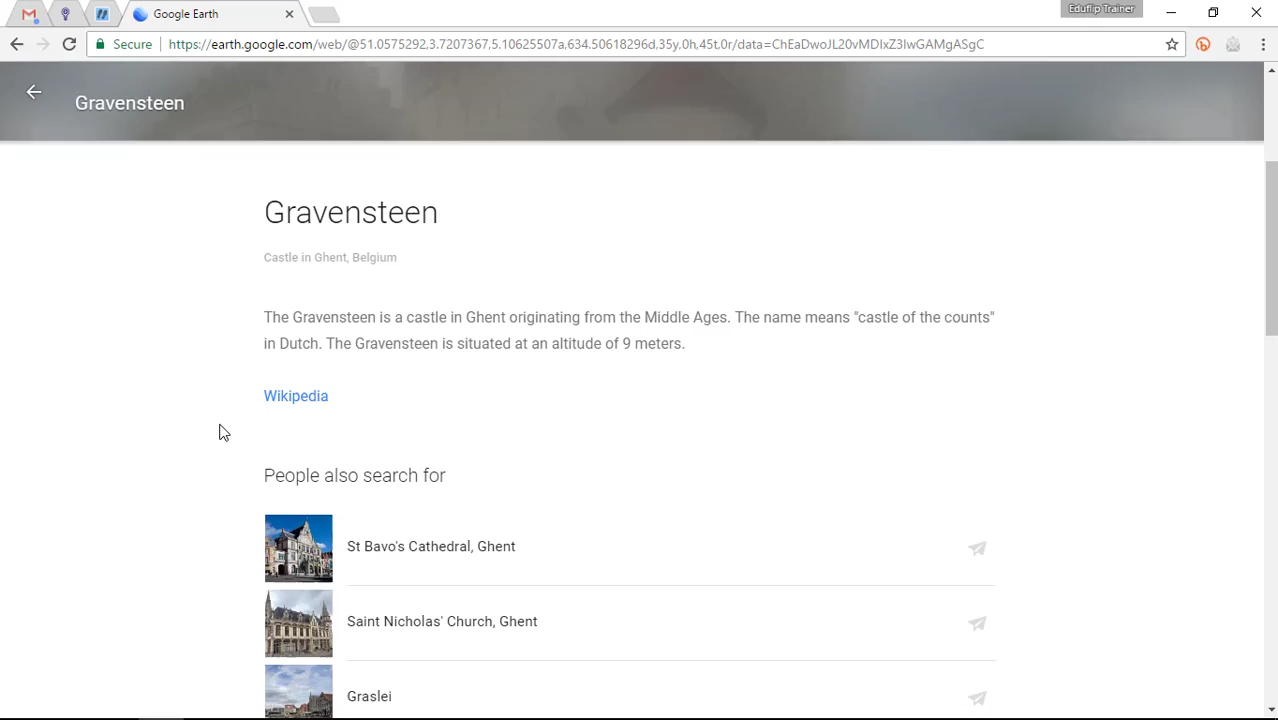 Google Earth
Eduflip Trainer
Secure
https://earth.google.com/web/@51.0575292,3.7207367,5.10625507a,634.50618296d,35y,0h,45t,0r/data=ChEaDwoJL20vMDIxZ3IwGAMgASgC
Gravensteen
Gravensteen
Castle in Ghent, Belgium
The Gravensteen is a castle in Ghent originating from the Middle Ages. The name means "castle of the counts"
in Dutch. The Gravensteen is situated at an altitude of 9 meters.
Wikipedia
People also search for
St Bavo's Cathedral, Ghent
Saint Nicholas' Church, Ghent
Graslei